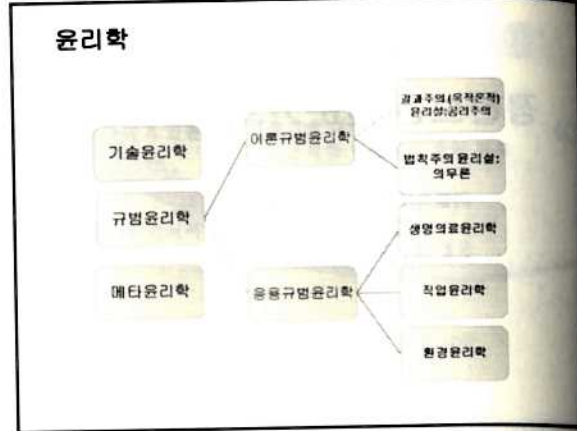 윤리학
기술윤리학
규범윤리학
메타윤리학
이론규범윤리학
응용규범윤리학
결과주의(목적론적)
윤리설:공리주의
법칙주의 윤리설:
의무론
생명의료윤리학
직업윤리학
환경윤리학